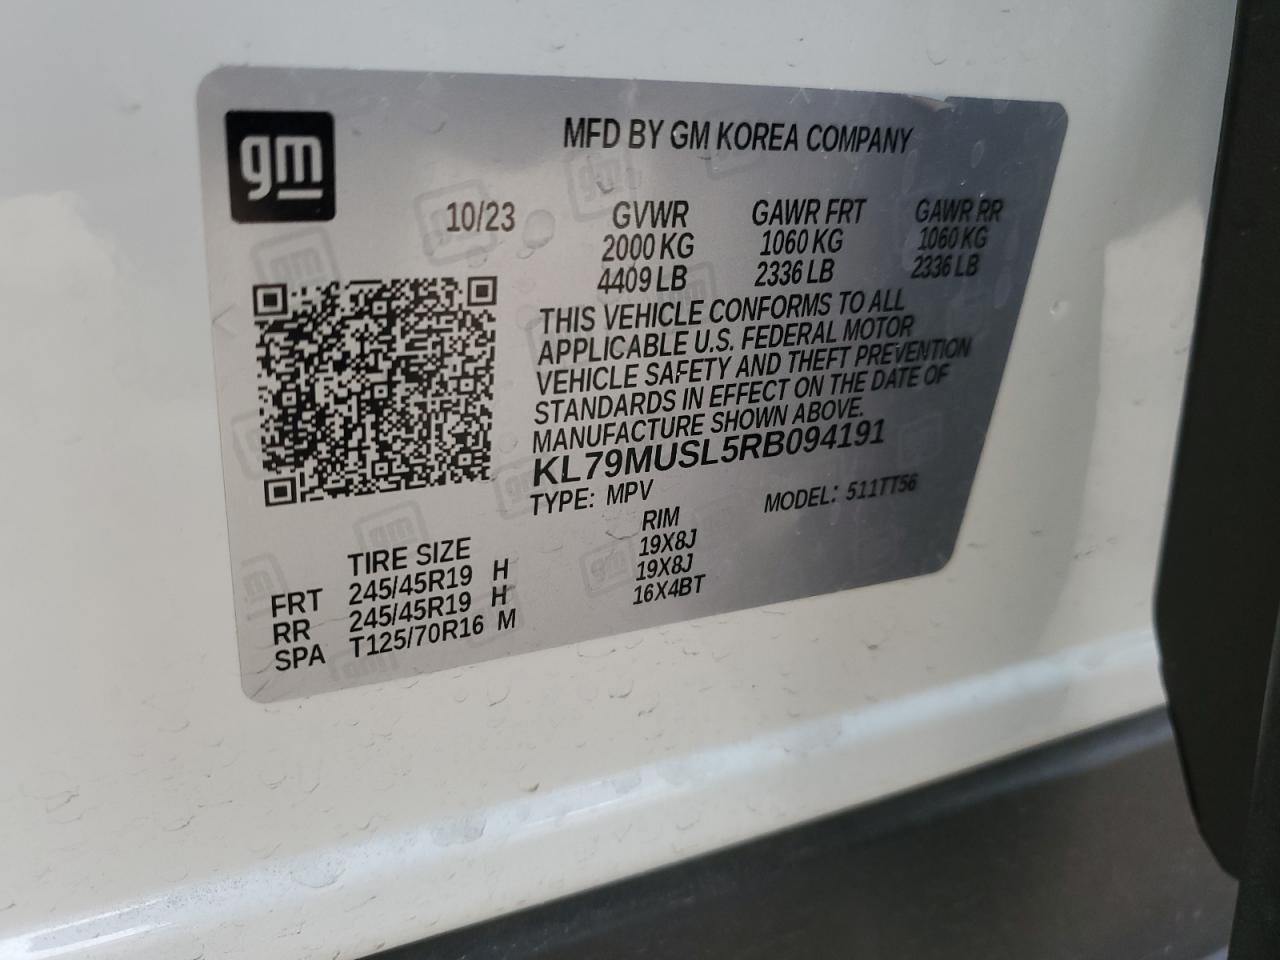 gm
MFD BY GM KOREA COMPANY
10/23 GVWR GAWR FRT GAWR RR
2000 KG 1060 KG 1060 KG
4409 LB 2336 LB 2336 LB
THIS VEHICLE CONFORMS TO ALL
APPLICABLE U.S. FEDERAL MOTOR
VEHICLE SAFETY AND THEFT PREVENTION
STANDARDS IN EFFECT ON THE DATE OF
MANUFACTURE SHOWN ABOVE.
KL79MUSL5RB094191
TYPE: MPV MODEL: 511TT56
TIRE SIZE RIM
FRT 245/45R19 H 19X8J
RR 245/45R19 H 19X8J
SPA T125/70R16 M 16X4BT